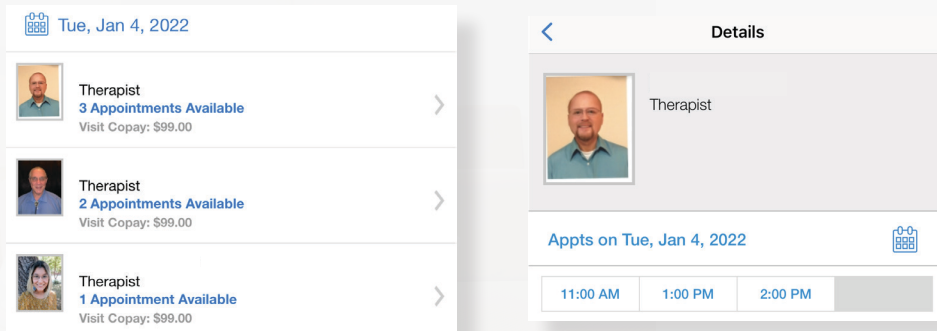 Tue, Jan 4, 2022
Therapist
3 Appointments Available
Visit Copay: $99.00
Therapist
2 Appointments Available
Visit Copay: $99.00
Therapist
1 Appointment Available
Visit Copay: $99.00
Details
Therapist
Appts on Tue, Jan 4, 2022
11:00 AM 1:00 PM 2:00 PM